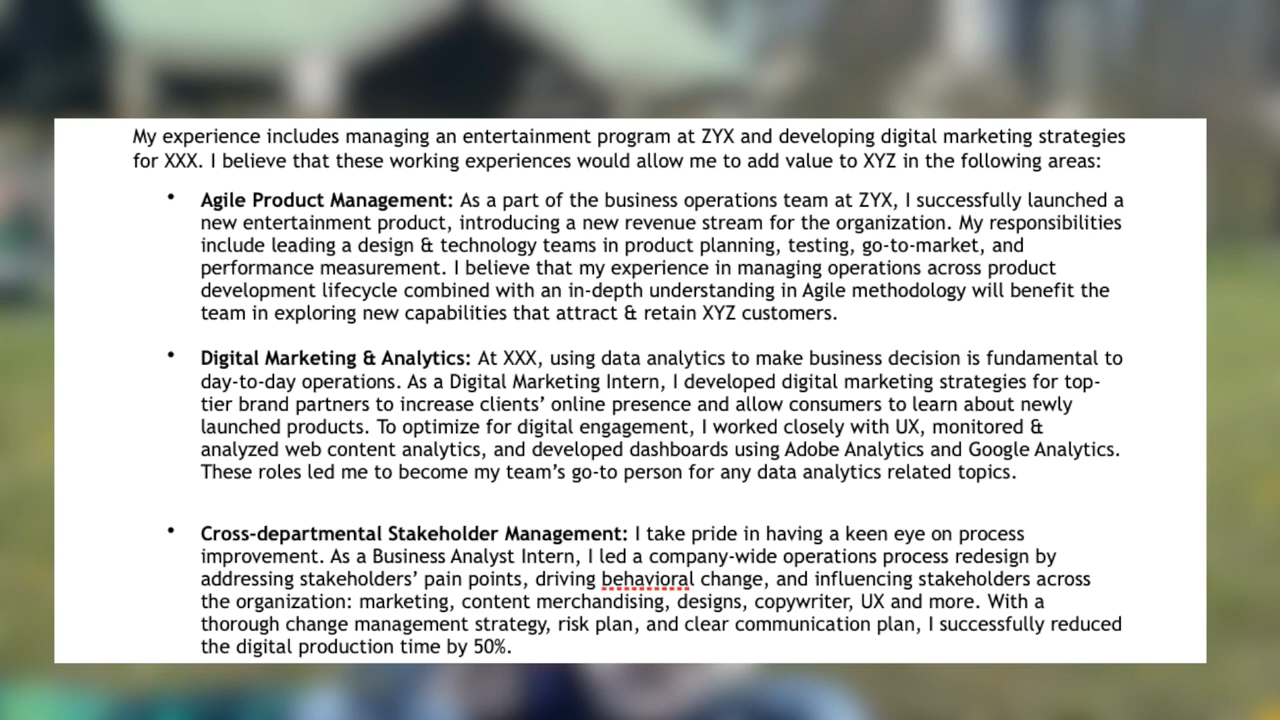 My experience includes managing an entertainment program at ZYX and developing digital marketing strategies
for XXX. I believe that these working experiences would allow me to add value to XYZ in the following areas:
• Agile Product Management: As a part of the business operations team at ZYX, I successfully launched a
new entertainment product, introducing a new revenue stream for the organization. My responsibilities
include leading a design & technology teams in product planning, testing, go-to-market, and
performance measurement. I believe that my experience in managing operations across product
development lifecycle combined with an in-depth understanding in Agile methodology will benefit the
team in exploring new capabilities that attract & retain XYZ customers.
• Digital Marketing & Analytics: At XXX, using data analytics to make business decision is fundamental to
day-to-day operations. As a Digital Marketing Intern, I developed digital marketing strategies for top-
tier brand partners to increase clients’ online presence and allow consumers to learn about newly
launched products. To optimize for digital engagement, I worked closely with UX, monitored &
analyzed web content analytics, and developed dashboards using Adobe Analytics and Google Analytics.
These roles led me to become my team’s go-to person for any data analytics related topics.
• Cross-departmental Stakeholder Management: I take pride in having a keen eye on process
improvement. As a Business Analyst Intern, I led a company-wide operations process redesign by
addressing stakeholders’ pain points, driving behavioral change, and influencing stakeholders across
the organization: marketing, content merchandising, designs, copywriter, UX and more. With a
thorough change management strategy, risk plan, and clear communication plan, I successfully reduced
the digital production time by 50%.